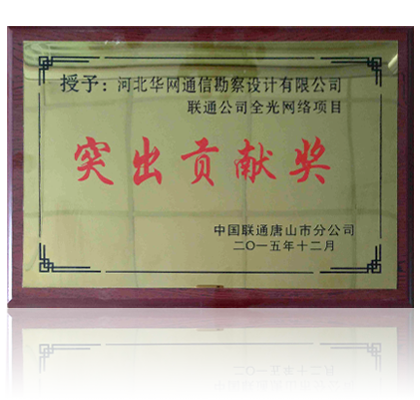 授予：河北华网通信勘察设计有限公司
联通公司全光网络项目
突出贡献奖
中国联通唐山市分公司
二〇一五年十二月